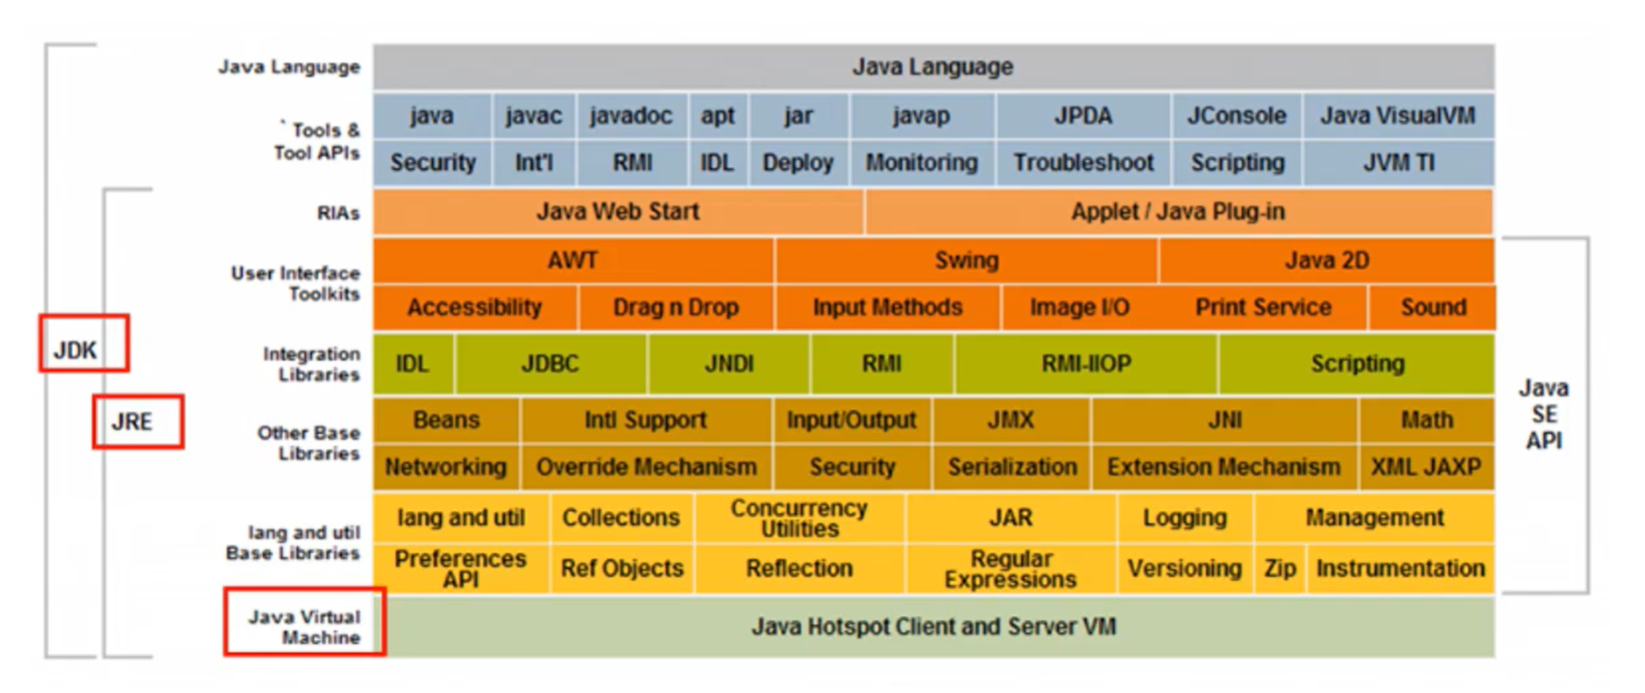 Java Language
Java Language
` Tools &
Tool APIs
java javac javadoc apt jar javap JPDA JConsole Java VisualVM
Security Int'l RMI IDL Deploy Monitoring Troubleshoot Scripting JVM TI
RIAs
Java Web Start Applet / Java Plug-in
User Interface
Toolkits
AWT Swing Java 2D
Accessibility Drag n Drop Input Methods Image I/O Print Service Sound
JDK
Integration
Libraries
IDL JDBC JNDI RMI RMI-IIOP Scripting
JRE
Other Base
Libraries
Beans Intl Support Input/Output JMX JNI Math
Networking Override Mechanism Security Serialization Extension Mechanism XML JAXP
Java
SE
API
lang and util
Base Libraries
lang and util Collections Concurrency
Utilities JAR Logging Management
Preferences
API Ref Objects Reflection Regular
Expressions Versioning Zip Instrumentation
Java Virtual
Machine
Java Hotspot Client and Server VM